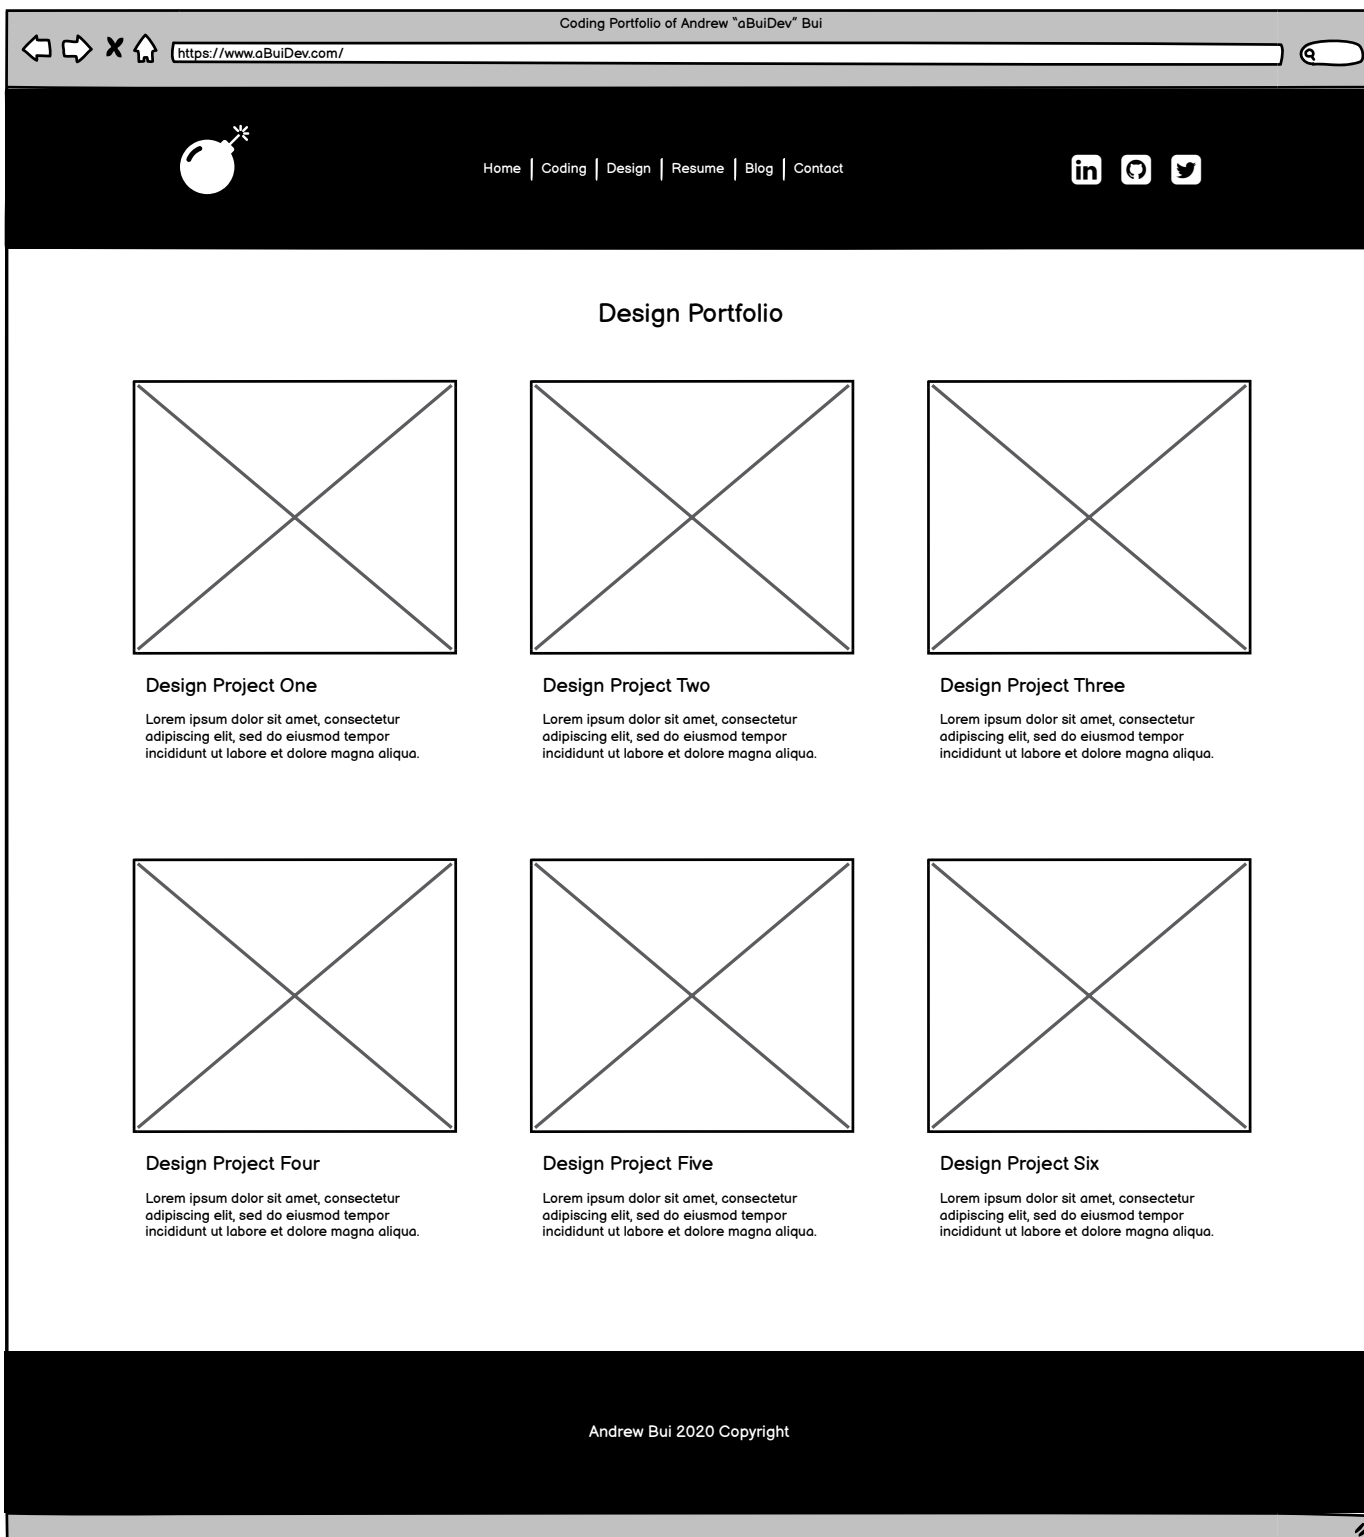 Coding Portfolio of Andrew “aBuiDev” Bui
https://www.aBuiDev.com/
Home | Coding | Design | Resume | Blog | Contact
in
Design Portfolio
Design Project One
Lorem ipsum dolor sit amet, consectetur
adipiscing elit, sed do eiusmod tempor
incididunt ut labore et dolore magna aliqua.
Design Project Two
Lorem ipsum dolor sit amet, consectetur
adipiscing elit, sed do eiusmod tempor
incididunt ut labore et dolore magna aliqua.
Design Project Three
Lorem ipsum dolor sit amet, consectetur
adipiscing elit, sed do eiusmod tempor
incididunt ut labore et dolore magna aliqua.
Design Project Four
Lorem ipsum dolor sit amet, consectetur
adipiscing elit, sed do eiusmod tempor
incididunt ut labore et dolore magna aliqua.
Design Project Five
Lorem ipsum dolor sit amet, consectetur
adipiscing elit, sed do eiusmod tempor
incididunt ut labore et dolore magna aliqua.
Design Project Six
Lorem ipsum dolor sit amet, consectetur
adipiscing elit, sed do eiusmod tempor
incididunt ut labore et dolore magna aliqua.
Andrew Bui 2020 Copyright